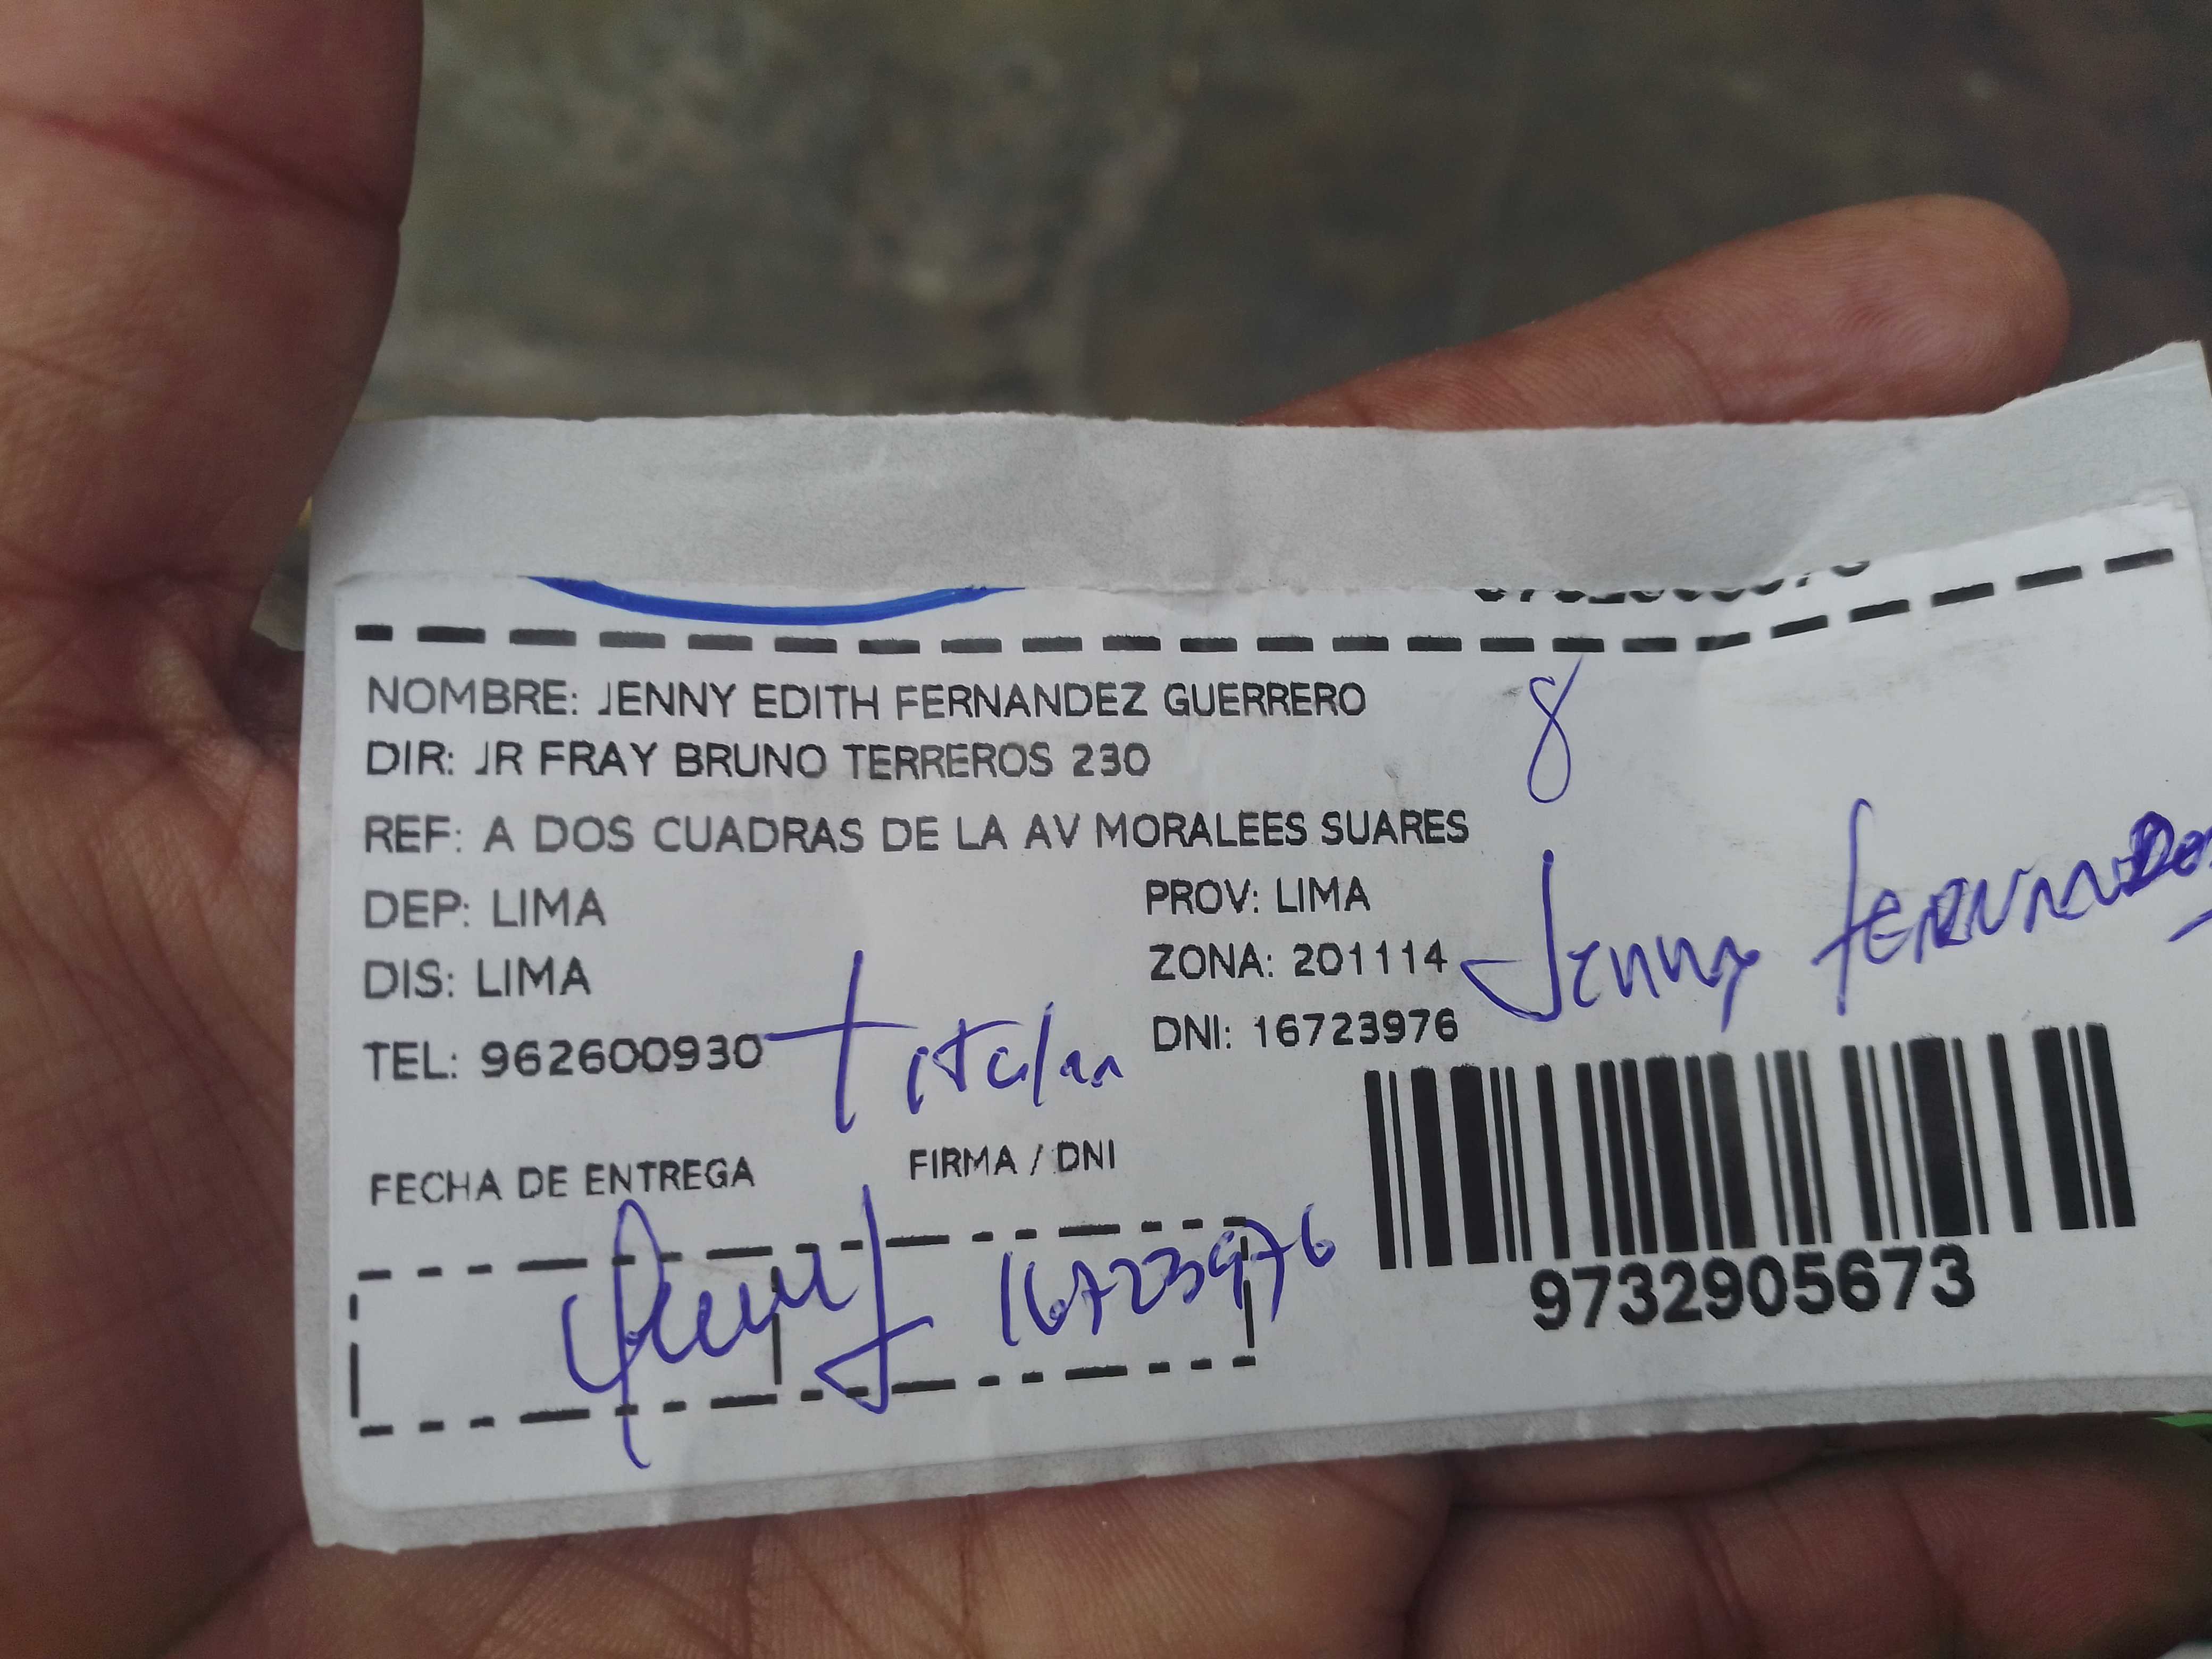 NOMBRE: JENNY EDITH FERNANDEZ GUERRERO
8
DIR: JR FRAY BRUNO TERREROS 230
REF: A DOS CUADRAS DE LA AV MORALEES SUARES
DEP: LIMA PROV: LIMA
DIS: LIMA ZONA: 201114
Jenny Fernandez
TEL: 962600930 DNI: 16723976
titular
FECHA DE ENTREGA FIRMA / DNI
16723976
9732905673